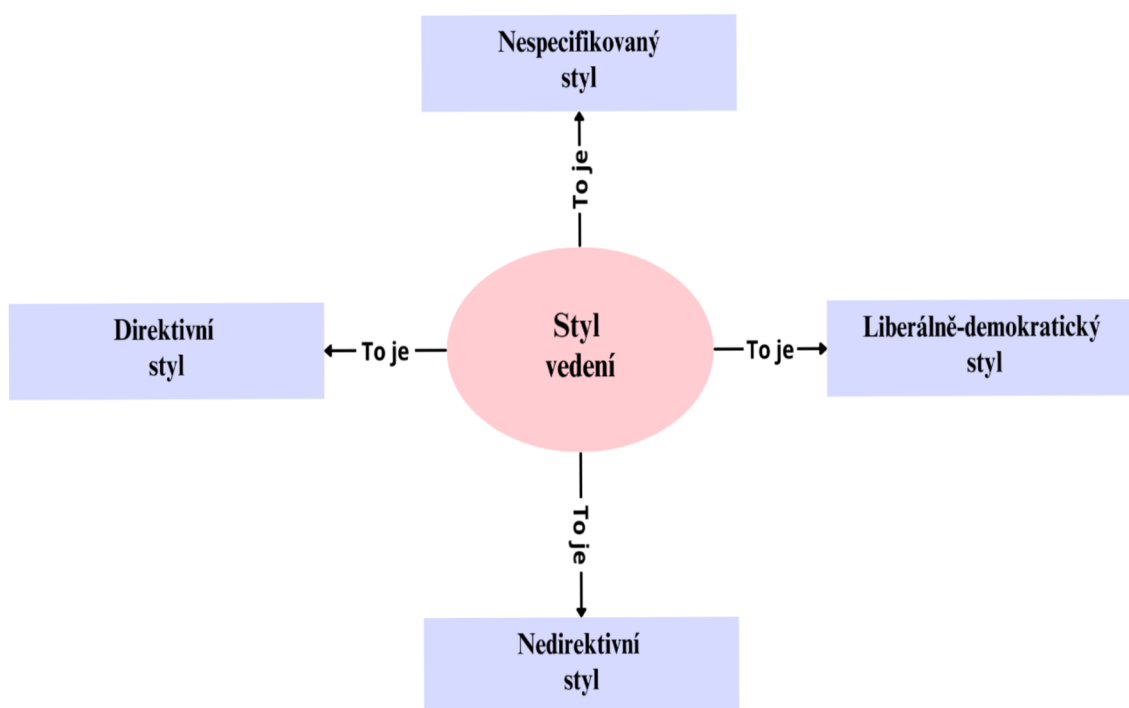 Nespecifikovaný
styl
To je
Direktivní
styl
To je
Styl
vedení
To je
Liberálně-demokratický
styl
To je
Nedirektivní
styl